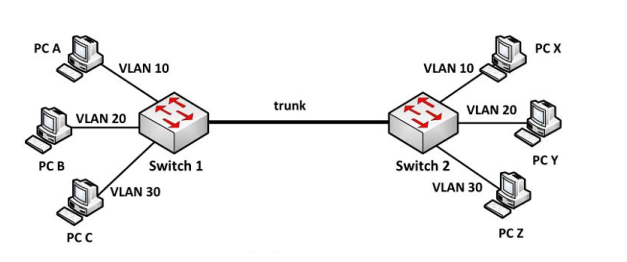 PC A
VLAN 10
VLAN 20
PC B
VLAN 30
PC C
Switch 1
trunk
Switch 2
VLAN 10
PC X
VLAN 20
PC Y
VLAN 30
PC Z